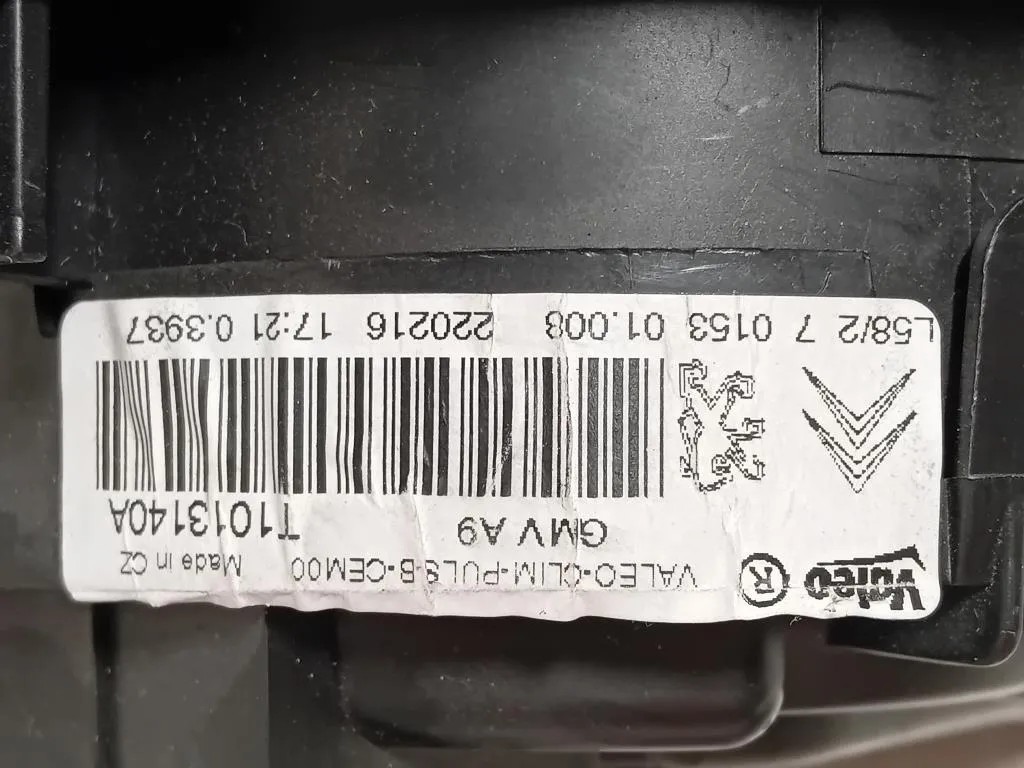 Valeo ® VALEO-CLIM-PULS-B-CEM00 Made in CZ
GMV A9 T1013140A
L58/2 7 0153 01.008 220216 17:21 0.3937